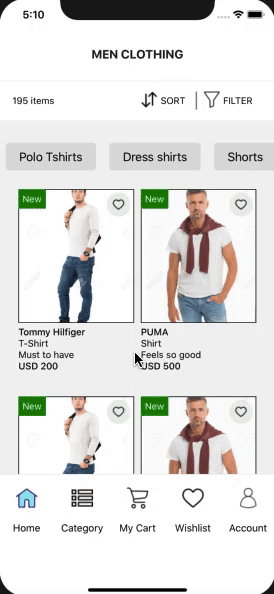 5:10
MEN CLOTHING
195 items
SORT
FILTER
Polo Tshirts
Dress shirts
Shorts
New
New
Tommy Hilfiger
T-Shirt
Must to have
USD 200
PUMA
Shirt
Feels so good
USD 500
New
New
Home
Category
My Cart
Wishlist
Account